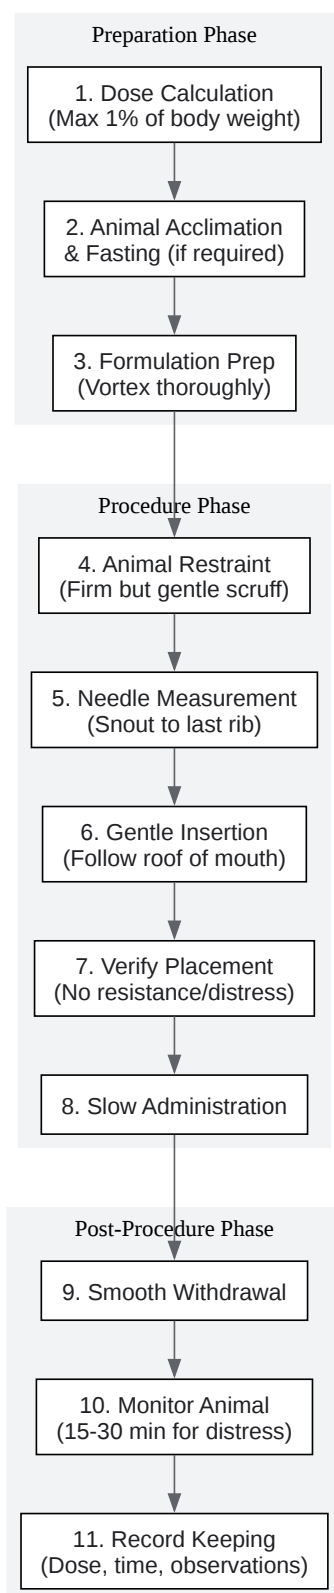 Preparation Phase
1. Dose Calculation
(Max 1% of body weight)
2. Animal Acclimation
& Fasting (if required)
3. Formulation Prep
(Vortex thoroughly)
Procedure Phase
4. Animal Restraint
(Firm but gentle scruff)
5. Needle Measurement
(Snout to last rib)
6. Gentle Insertion
(Follow roof of mouth)
7. Verify Placement
(No resistance/distress)
8. Slow Administration
Post-Procedure Phase
9. Smooth Withdrawal
10. Monitor Animal
(15-30 min for distress)
11. Record Keeping
(Dose, time, observations)